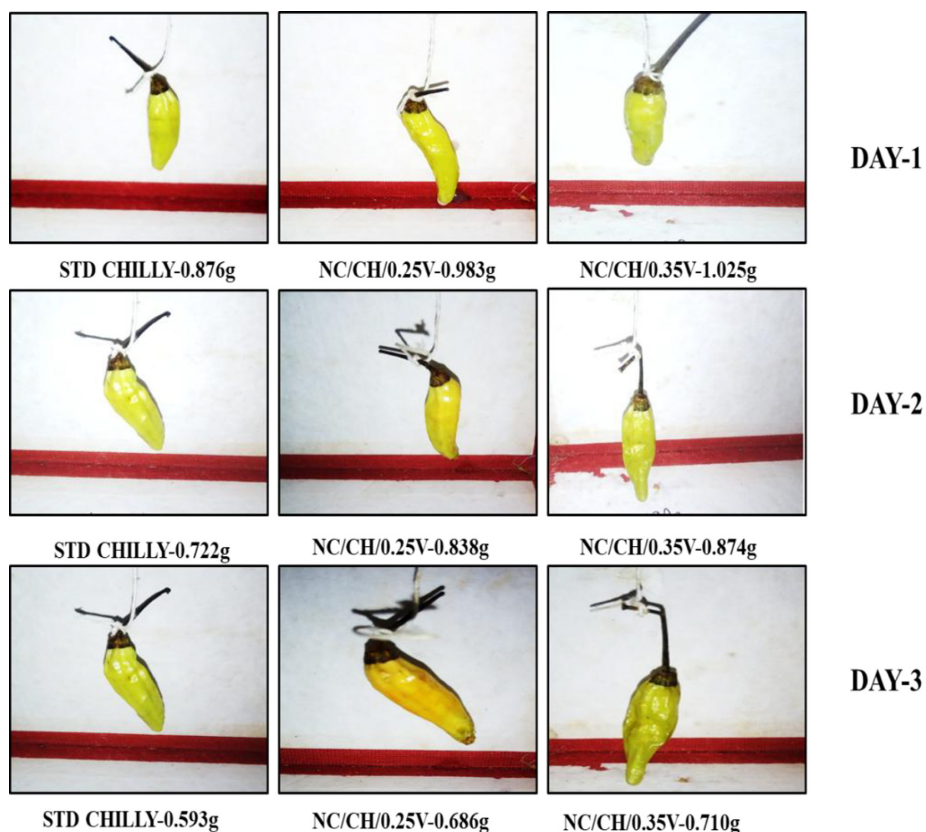 DAY-1
STD CHILLY-0.876g
NC/CH/0.25V-0.983g
NC/CH/0.35V-1.025g
DAY-2
STD CHILLY-0.722g
NC/CH/0.25V-0.838g
NC/CH/0.35V-0.874g
DAY-3
STD CHILLY-0.593g
NC/CH/0.25V-0.686g
NC/CH/0.35V-0.710g